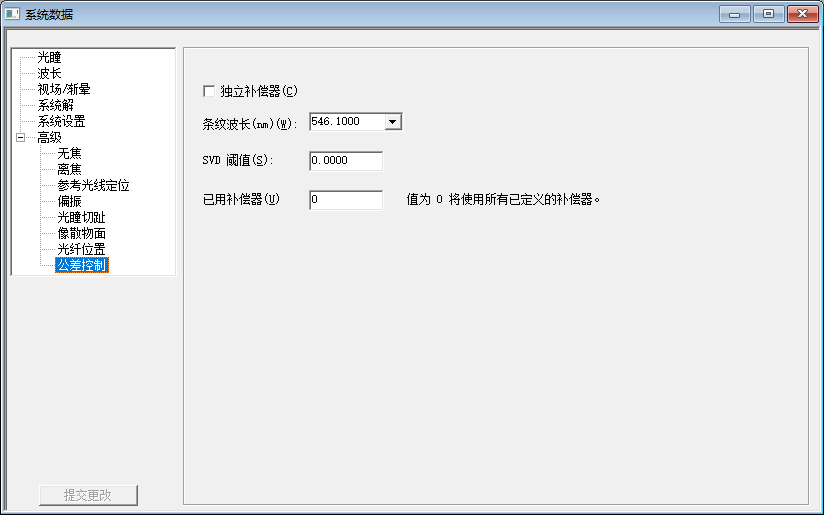 系统数据
光瞳
波长
视场/渐晕
系统解
系统设置
高级
无焦
离焦
参考光线定位
偏振
光瞳切趾
像散物面
光纤位置
公差控制
独立补偿器(C)
条纹波长(nm)(W): 546.1000
SVD 阈值(S): 0.0000
已用补偿器(U) 0 值为 0 将使用所有已定义的补偿器。
提交更改